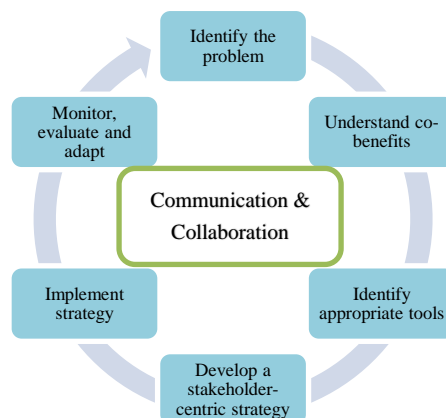 Identify the
problem
Understand co-
benefits
Identify
appropriate tools
Develop a
stakeholder-
centric strategy
Implement
strategy
Monitor,
evaluate and
adapt
Communication &
Collaboration